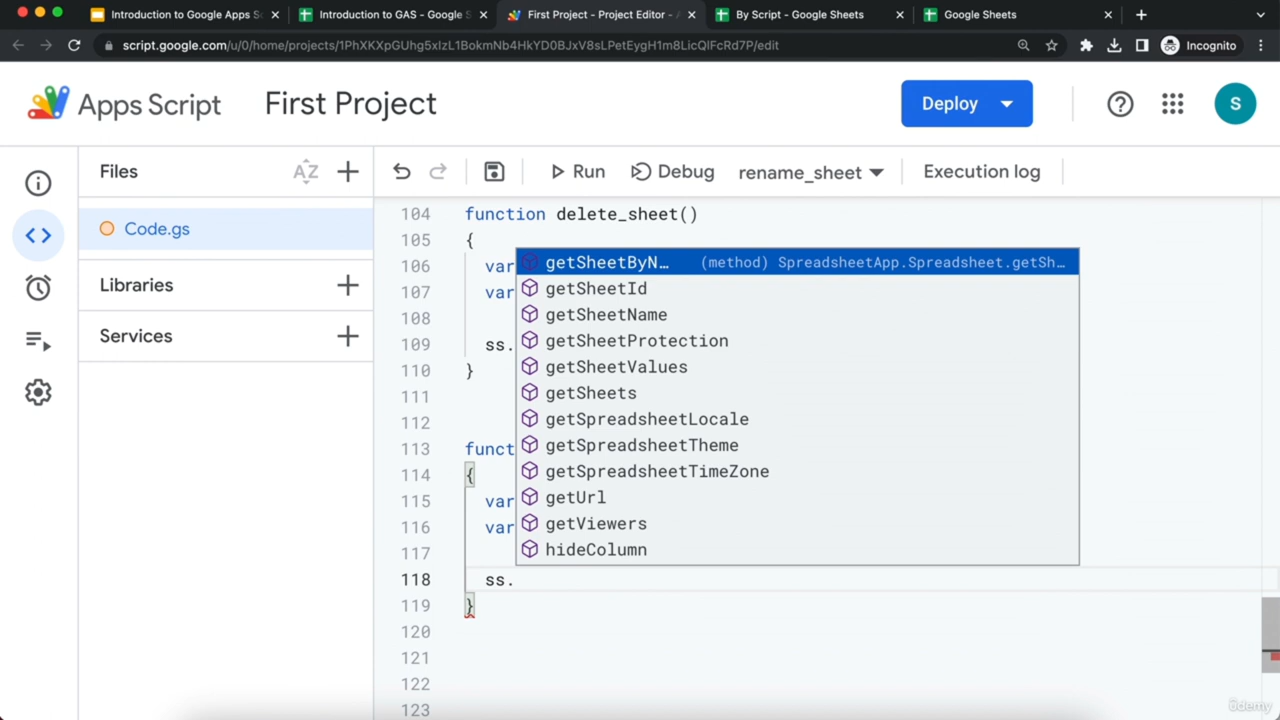 Introduction to Google Apps Sc
Introduction to GAS - Google S
First Project - Project Editor - A
By Script - Google Sheets
Google Sheets
script.google.com/u/0/home/projects/1PhXKXpGUhg5xIzL1BokmNb4HkYD0BJxV8sLPetEygH1m8LicQlFcRd7P/edit
Incognito
Apps Script
First Project
Deploy
S
Files
Run
Debug
rename_sheet
Execution log
Code.gs
Libraries
Services
104 function delete_sheet()
105 {
106 var
107 var
108
109 ss.
110 }
111
112
113 funct
114 {
115 var
116 var
117
118 ss.
119 }
120
121
122
123
getSheetByN… (method) SpreadsheetApp.Spreadsheet.getSh…
getSheetId
getSheetName
getSheetProtection
getSheetValues
getSheets
getSpreadsheetLocale
getSpreadsheetTheme
getSpreadsheetTimeZone
getUrl
getViewers
hideColumn
ûdemy